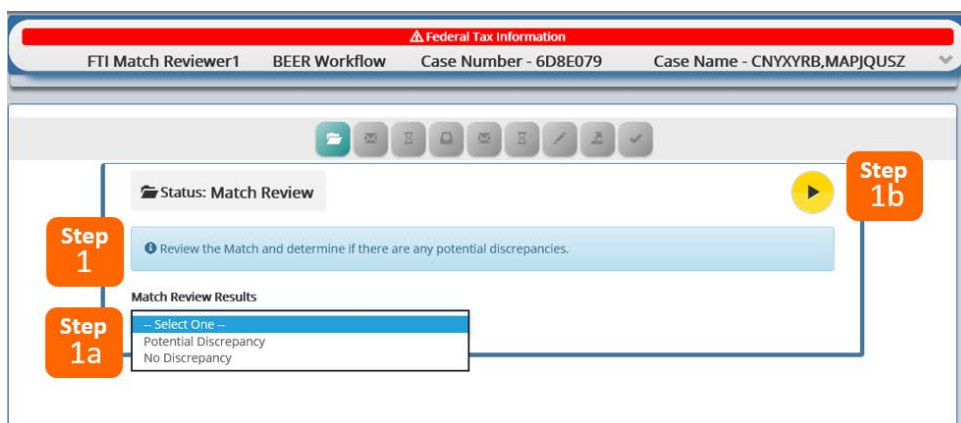 ⚠ Federal Tax Information
FTI Match Reviewer1 BEER Workflow Case Number - 6D8E079 Case Name - CNYXYRB,MAPJQUSZ
Step
1b
Status: Match Review
Step
1
Review the Match and determine if there are any potential discrepancies.
Match Review Results
Step
1a
-- Select One --
Potential Discrepancy
No Discrepancy